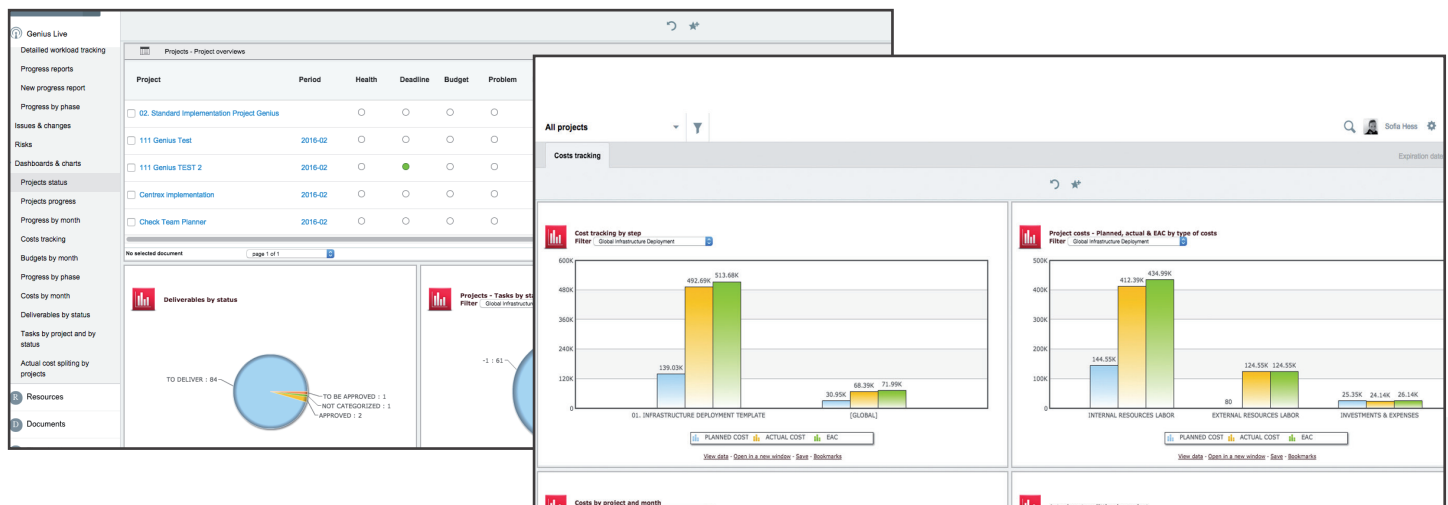 Genius Live
Detailled workload tracking
Progress reports
New progress report
Progress by phase
Issues & changes
Risks
Dashboards & charts
Projects status
Projects progress
Progress by month
Costs tracking
Budgets by month
Progress by phase
Costs by month
Deliverables by status
Tasks by project and by
status
Actual cost spliting by
projects
R Resources
D Documents
Projects - Project overviews
Project Period Health Deadline Budget Problem
02. Standard Implementation Project Genius
111 Genius Test 2016-02
111 Genius TEST 2 2016-02
Centrex implementation 2016-02
Check Team Planner 2016-02
No selected document page 1 of 1
Deliverables by status
TO DELIVER : 84
TO BE APPROVED : 1
NOT CATEGORIZED : 1
APPROVED : 2
Projects - Tasks by sta
Filter Global Infrastructure
-1 : 61
All projects
Sofia Hess
Costs tracking
Expiration date
Cost tracking by step
Filter Global Infrastructure Deployment
600K
480K
360K
240K
120K
0
139.03K
492.69K
513.68K
30.95K
68.39K
71.99K
01. INFRASTRUCTURE DEPLOYMENT TEMPLATE
[GLOBAL]
PLANNED COST ACTUAL COST EAC
View data - Open in a new window - Save - Bookmarks
Project costs - Planned, actual & EAC by type of costs
Filter Global Infrastructure Deployment
500K
400K
300K
200K
100K
0
144.55K
412.39K
434.99K
80
124.55K
124.55K
25.35K
24.14K
26.14K
INTERNAL RESOURCES LABOR
EXTERNAL RESOURCES LABOR
INVESTMENTS & EXPENSES
PLANNED COST ACTUAL COST EAC
View data - Open in a new window - Save - Bookmarks
Costs by project and month